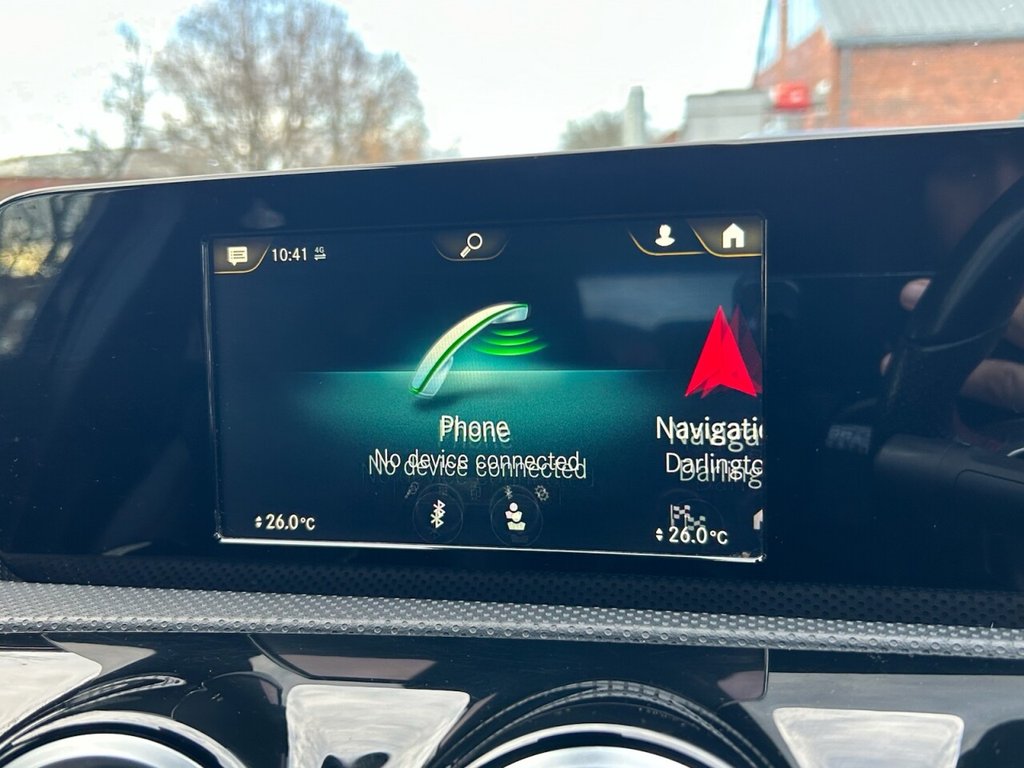 10:41 4G
Phone
No device connected
Navigatio
Darlingto
26.0°C
26.0°C